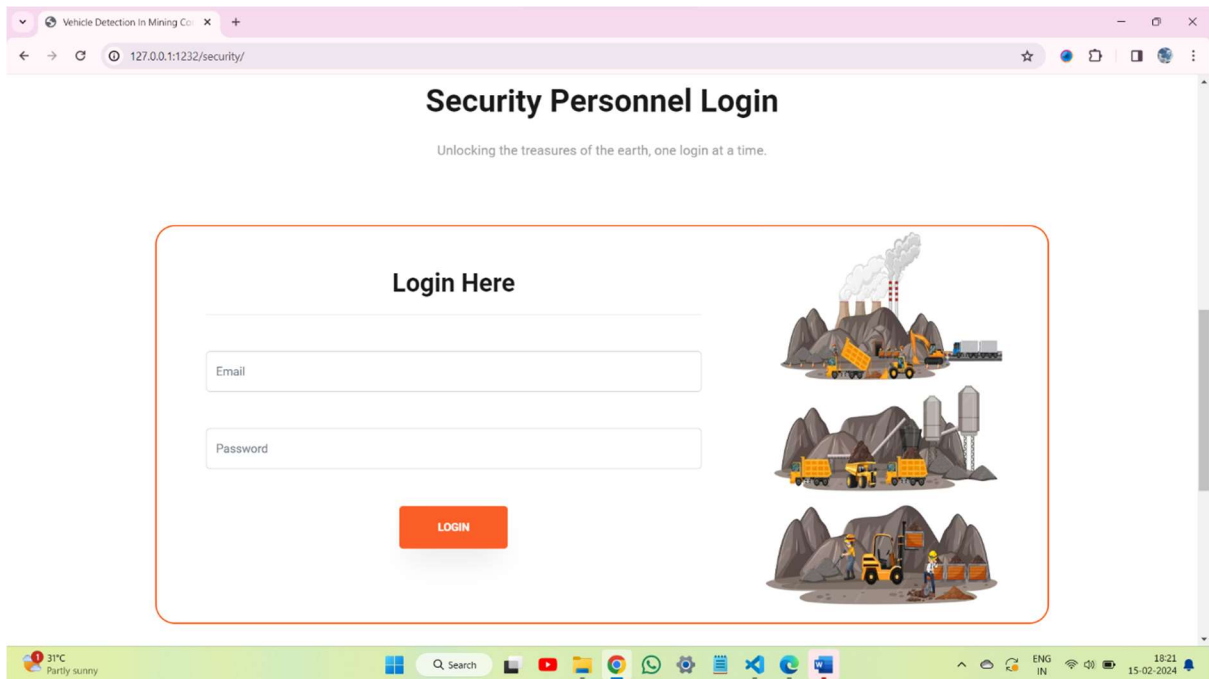 Vehicle Detection In Mining Co
127.0.0.1:1232/security/
Security Personnel Login
Unlocking the treasures of the earth, one login at a time.
Login Here
Email
Password
LOGIN
1
31°C
Partly sunny
Search
ENG
IN
18:21
15-02-2024